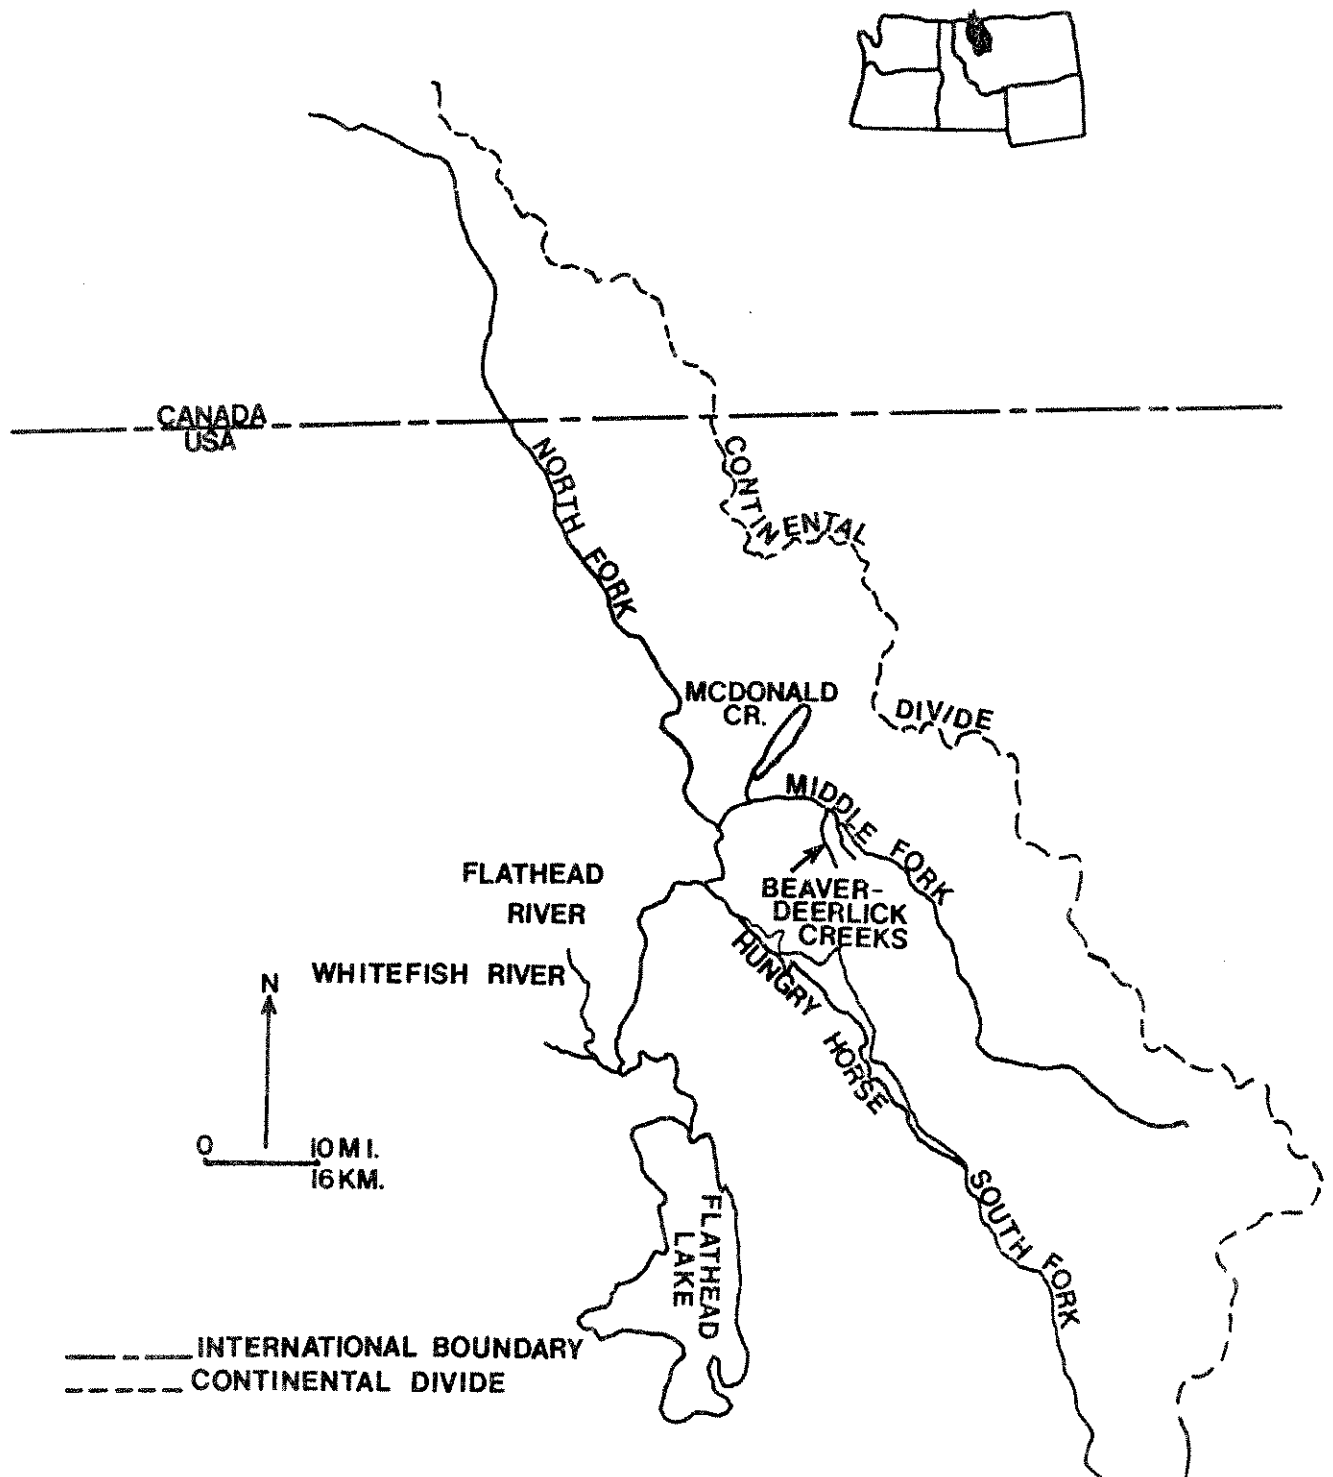 CANADA
USA
NORTH FORK
CONTINENTAL
DIVIDE
MCDONALD
CR.
MIDDLE FORK
FLATHEAD
RIVER
BEAVER-
DEERLICK
CREEKS
WHITEFISH RIVER
HUNGRY HORSE
N
0 10 MI.
16 KM.
SOUTH FORK
FLATHEAD
LAKE
INTERNATIONAL BOUNDARY
CONTINENTAL DIVIDE